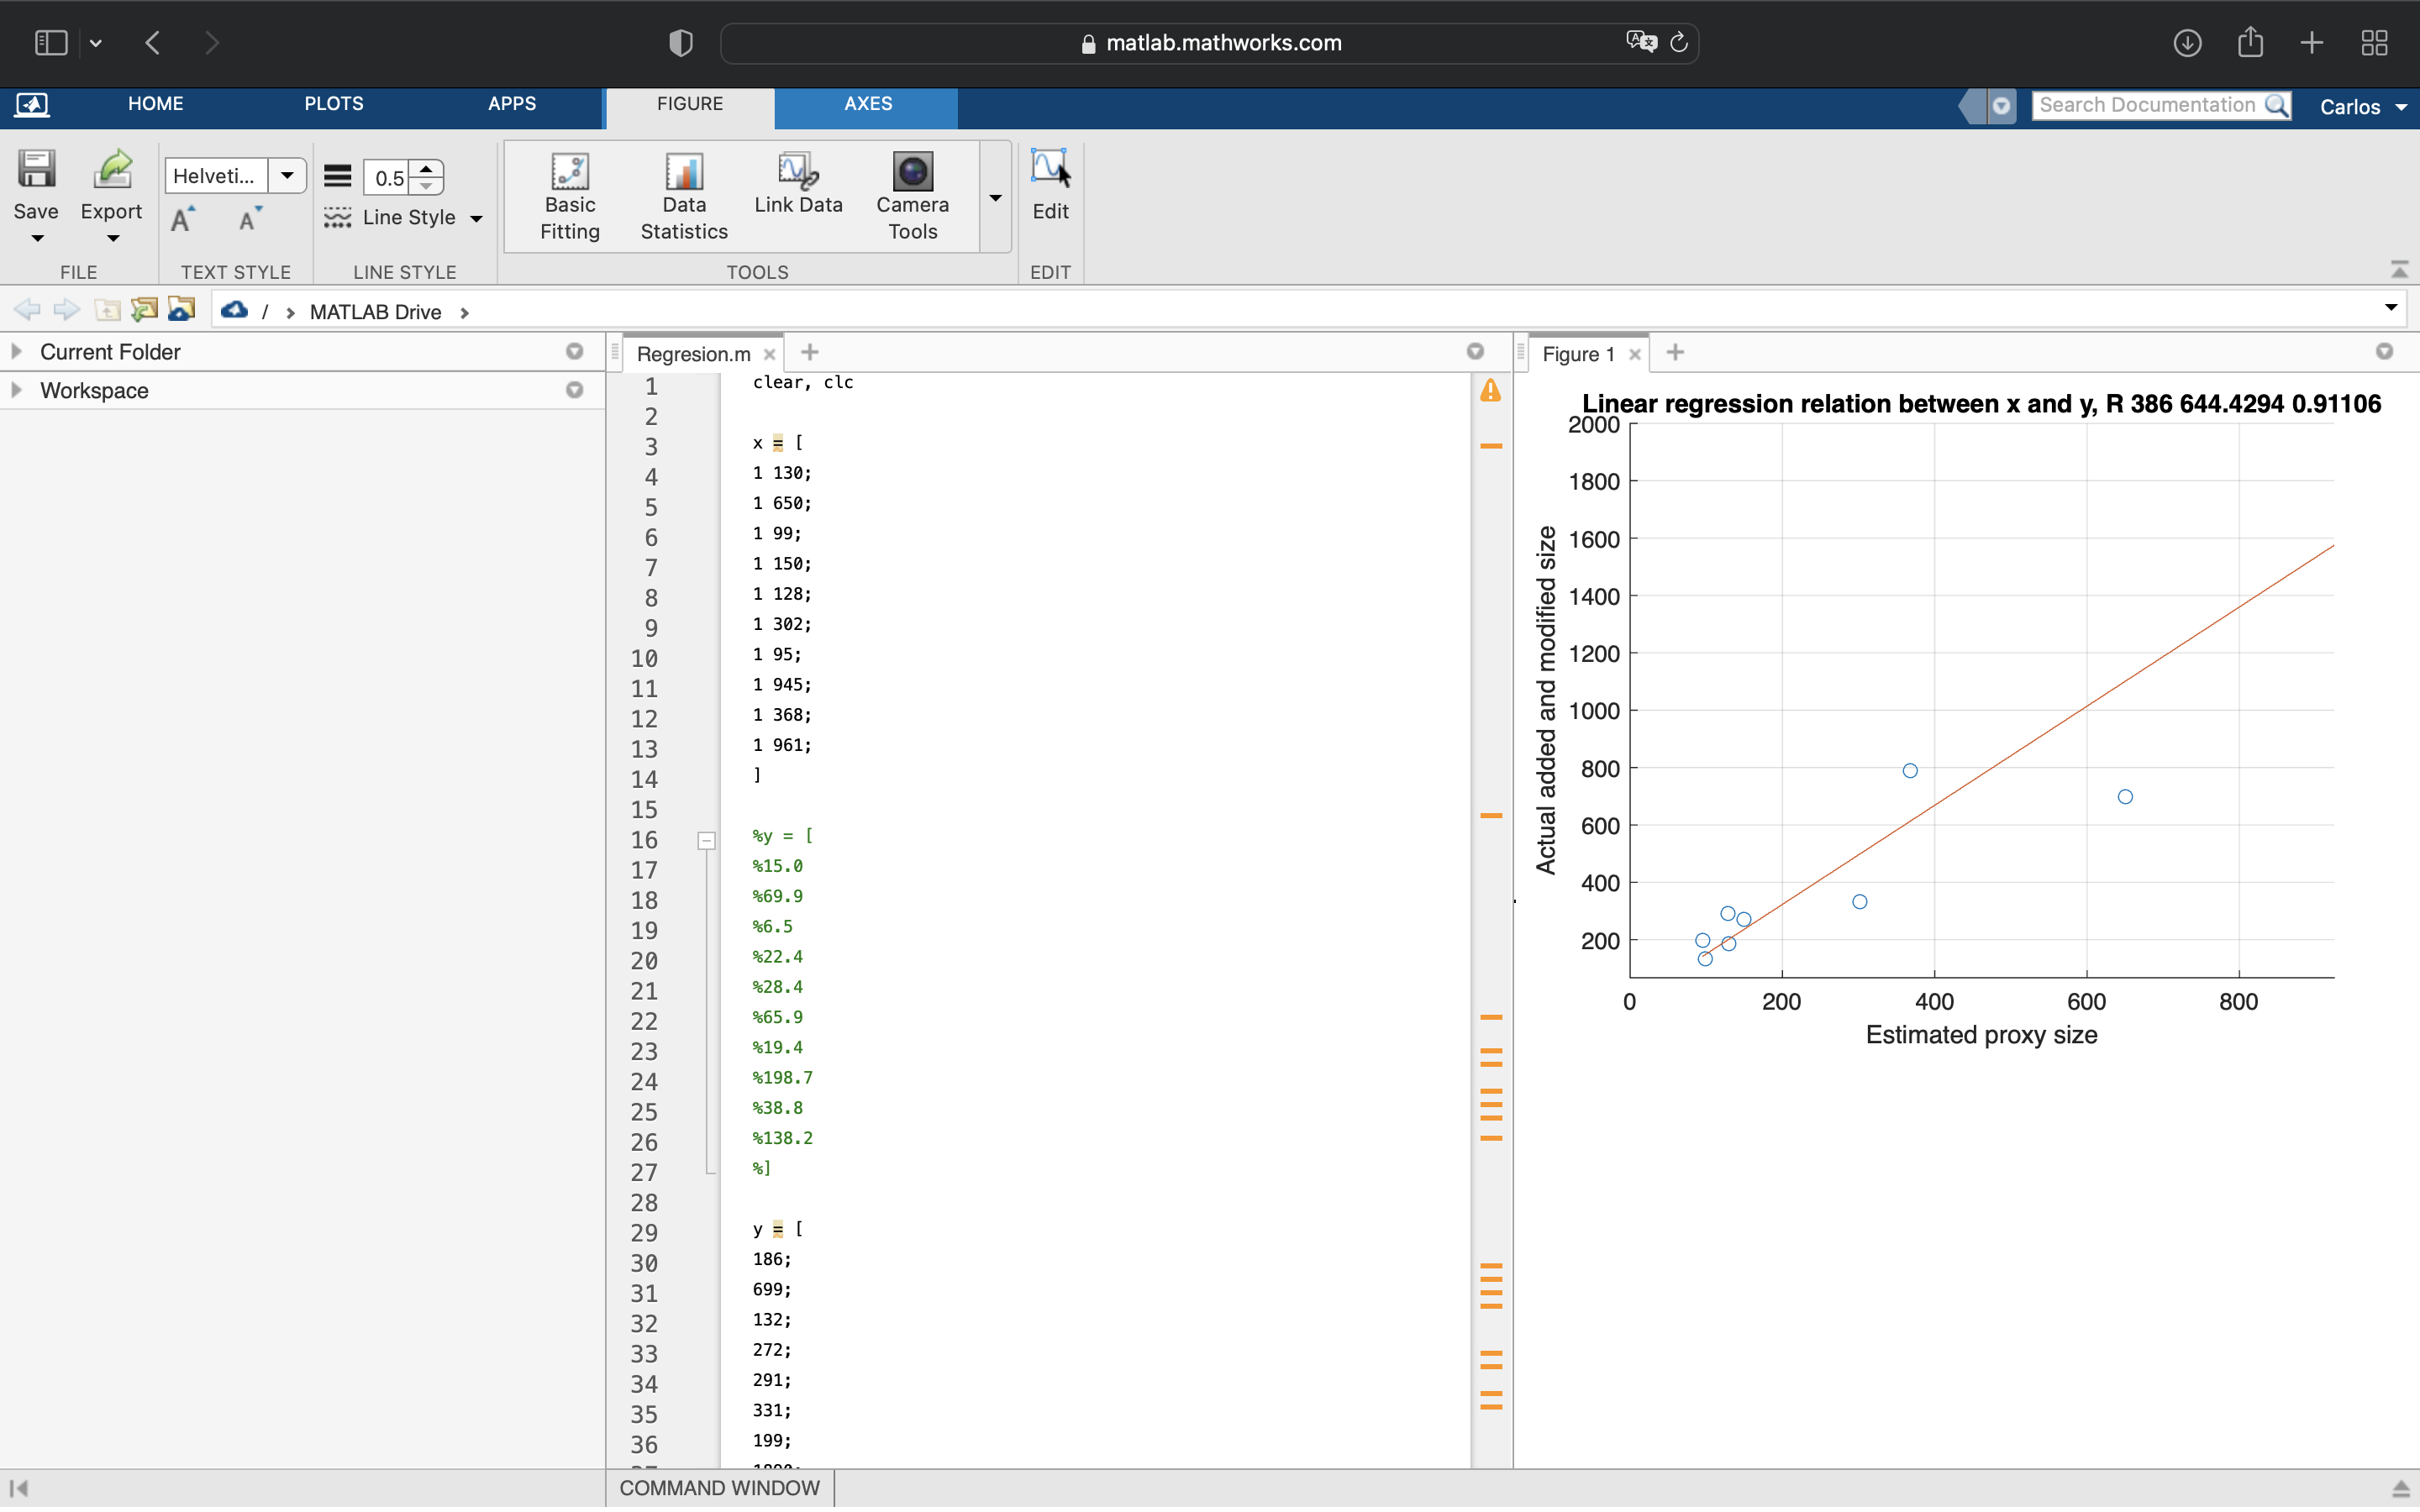 matlab.mathworks.com
HOME PLOTS APPS FIGURE AXES Search Documentation Carlos
Save Export Helveti... 0.5 Line Style Basic Fitting Data Statistics Link Data Camera Tools Edit
FILE TEXT STYLE LINE STYLE TOOLS EDIT
/ > MATLAB Drive >
Current Folder
Workspace
Regresion.m
1 clear, clc
2
3 x = [
4 1 130;
5 1 650;
6 1 99;
7 1 150;
8 1 128;
9 1 302;
10 1 95;
11 1 945;
12 1 368;
13 1 961;
14 ]
15
16 %y = [
17 %15.0
18 %69.9
19 %6.5
20 %22.4
21 %28.4
22 %65.9
23 %19.4
24 %198.7
25 %38.8
26 %138.2
27 %]
28
29 y = [
30 186;
31 699;
32 132;
33 272;
34 291;
35 331;
36 199;
Figure 1
Linear regression relation between x and y, R 386 644.4294 0.91106
Actual added and modified size
2000
1800
1600
1400
1200
1000
800
600
400
200
0 200 400 600 800
Estimated proxy size
COMMAND WINDOW